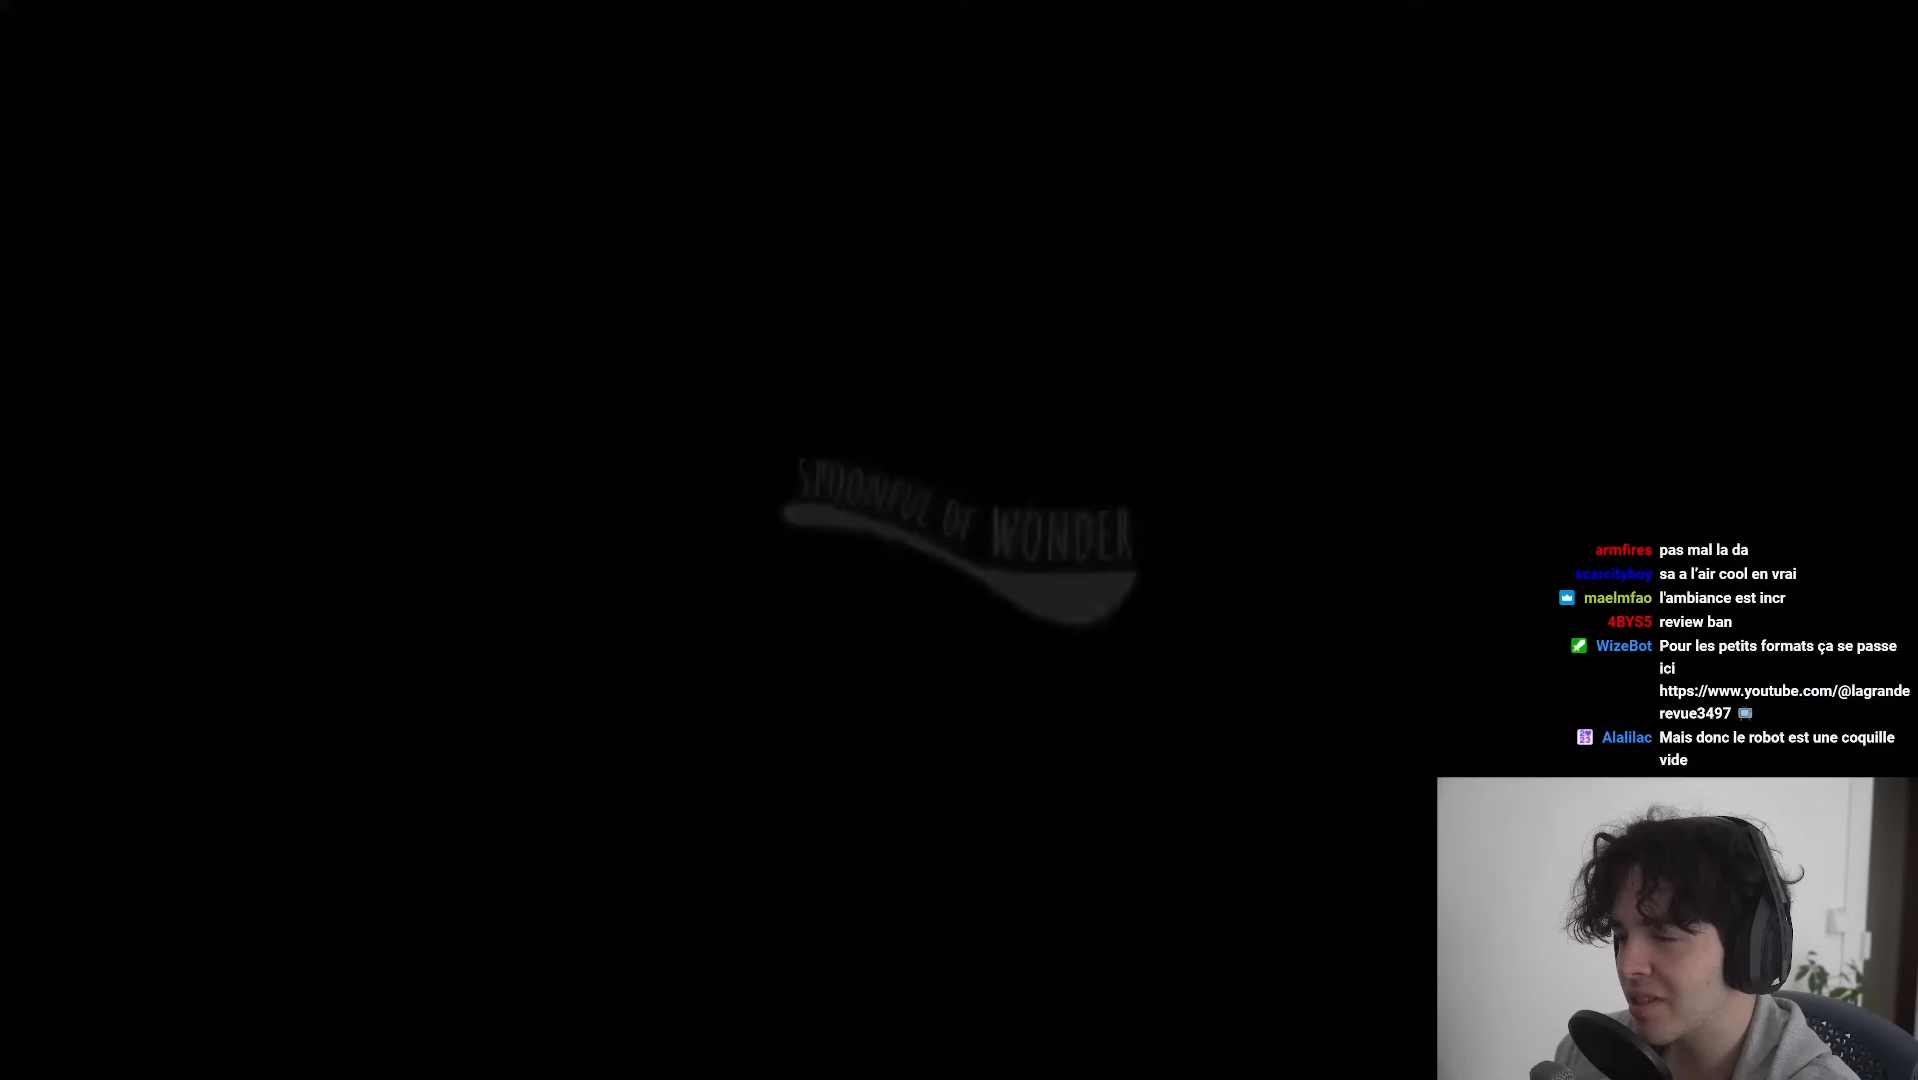 SPOONFUL OF WONDER
armfires pas mal la da
scarcityboy sa a l’air cool en vrai
maelmfao l'ambiance est incr
4BYS5 review ban
WizeBot Pour les petits formats ça se passe
ici
https://www.youtube.com/@lagrande
revue3497
Alalilac Mais donc le robot est une coquille
vide